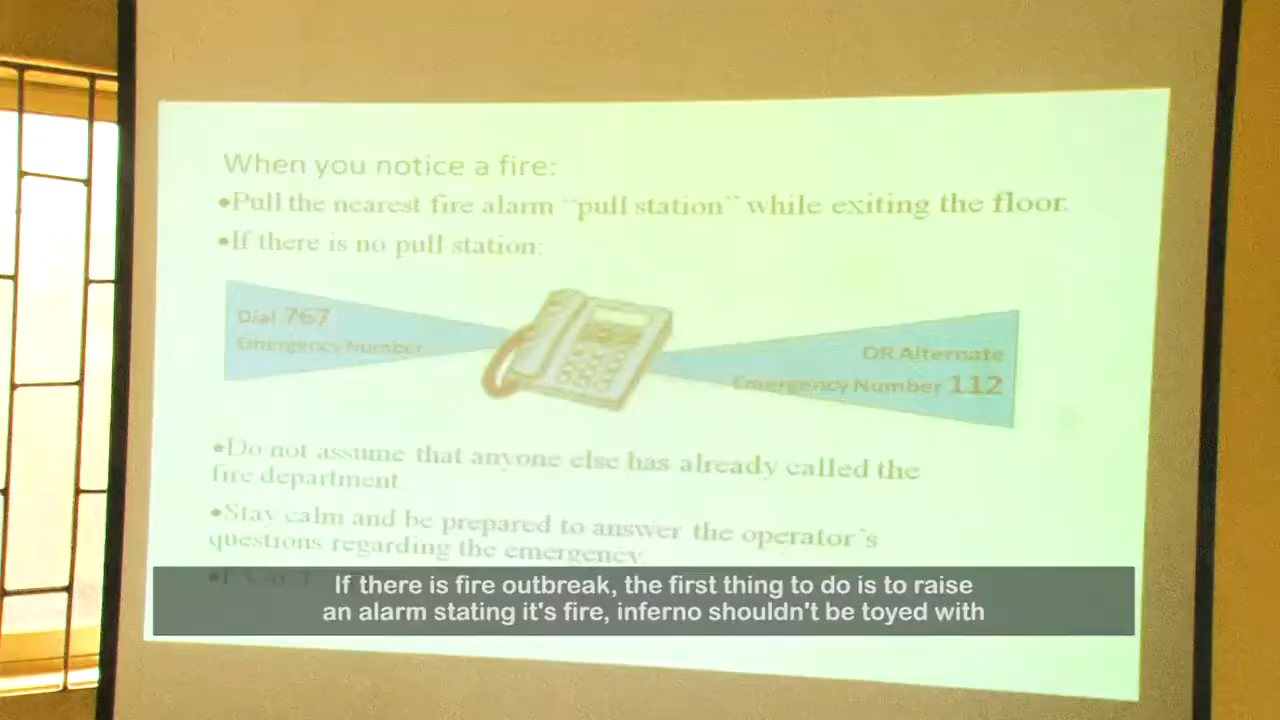 When you notice a fire:
•Pull the nearest fire alarm “pull station” while exiting the floor.
•If there is no pull station:
Dial 767
Emergency Number
OR Alternate
Emergency Number 112
•Do not assume that anyone else has already called the
fire department.
•Stay calm and be prepared to answer the operator's
questions regarding the emergency.
If there is fire outbreak, the first thing to do is to raise
an alarm stating it's fire, inferno shouldn't be toyed with